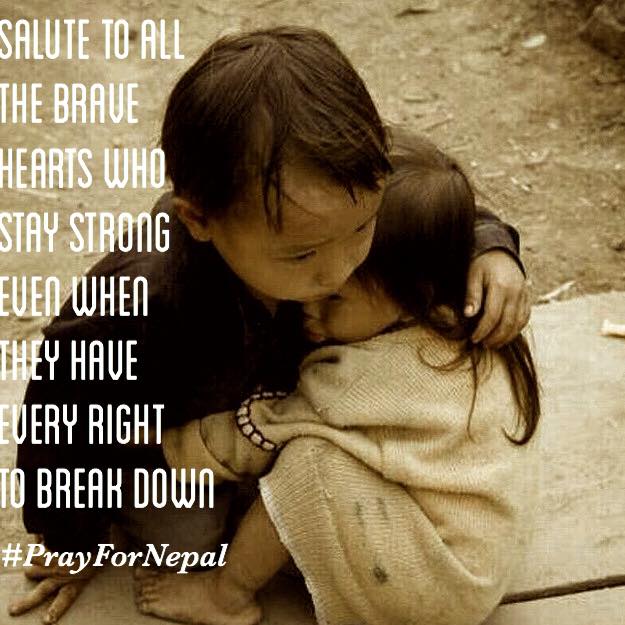 SALUTE TO ALL
THE BRAVE
HEARTS WHO
STAY STRONG
EVEN WHEN
THEY HAVE
EVERY RIGHT
TO BREAK DOWN
#PrayForNepal